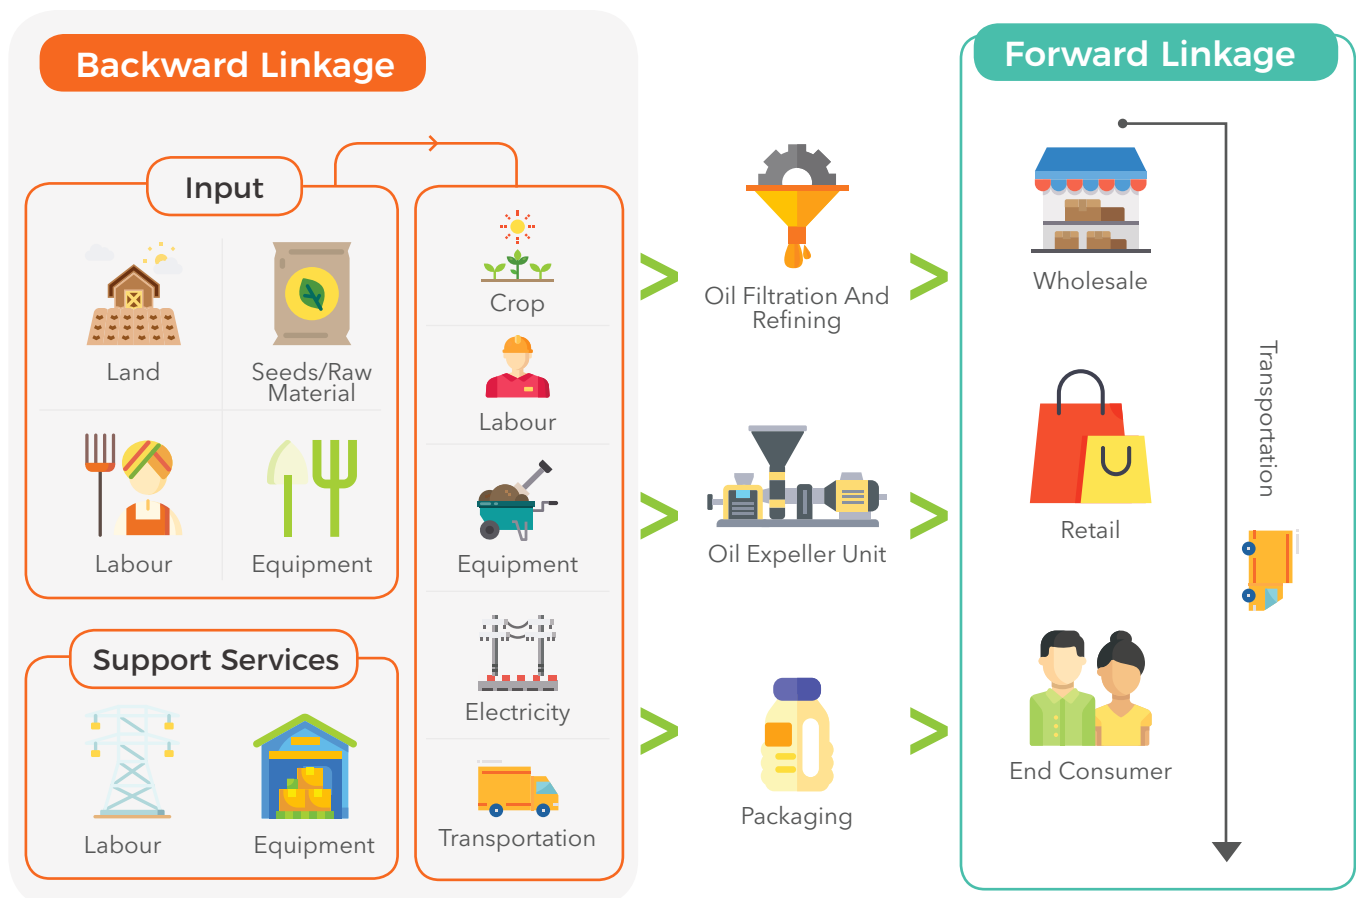 Backward Linkage
Input
Land
Seeds/Raw
Material
Labour
Equipment
Support Services
Labour
Equipment
Crop
Labour
Equipment
Electricity
Transportation
Oil Filtration And
Refining
Oil Expeller Unit
Packaging
Forward Linkage
Wholesale
Retail
End Consumer
Transportation